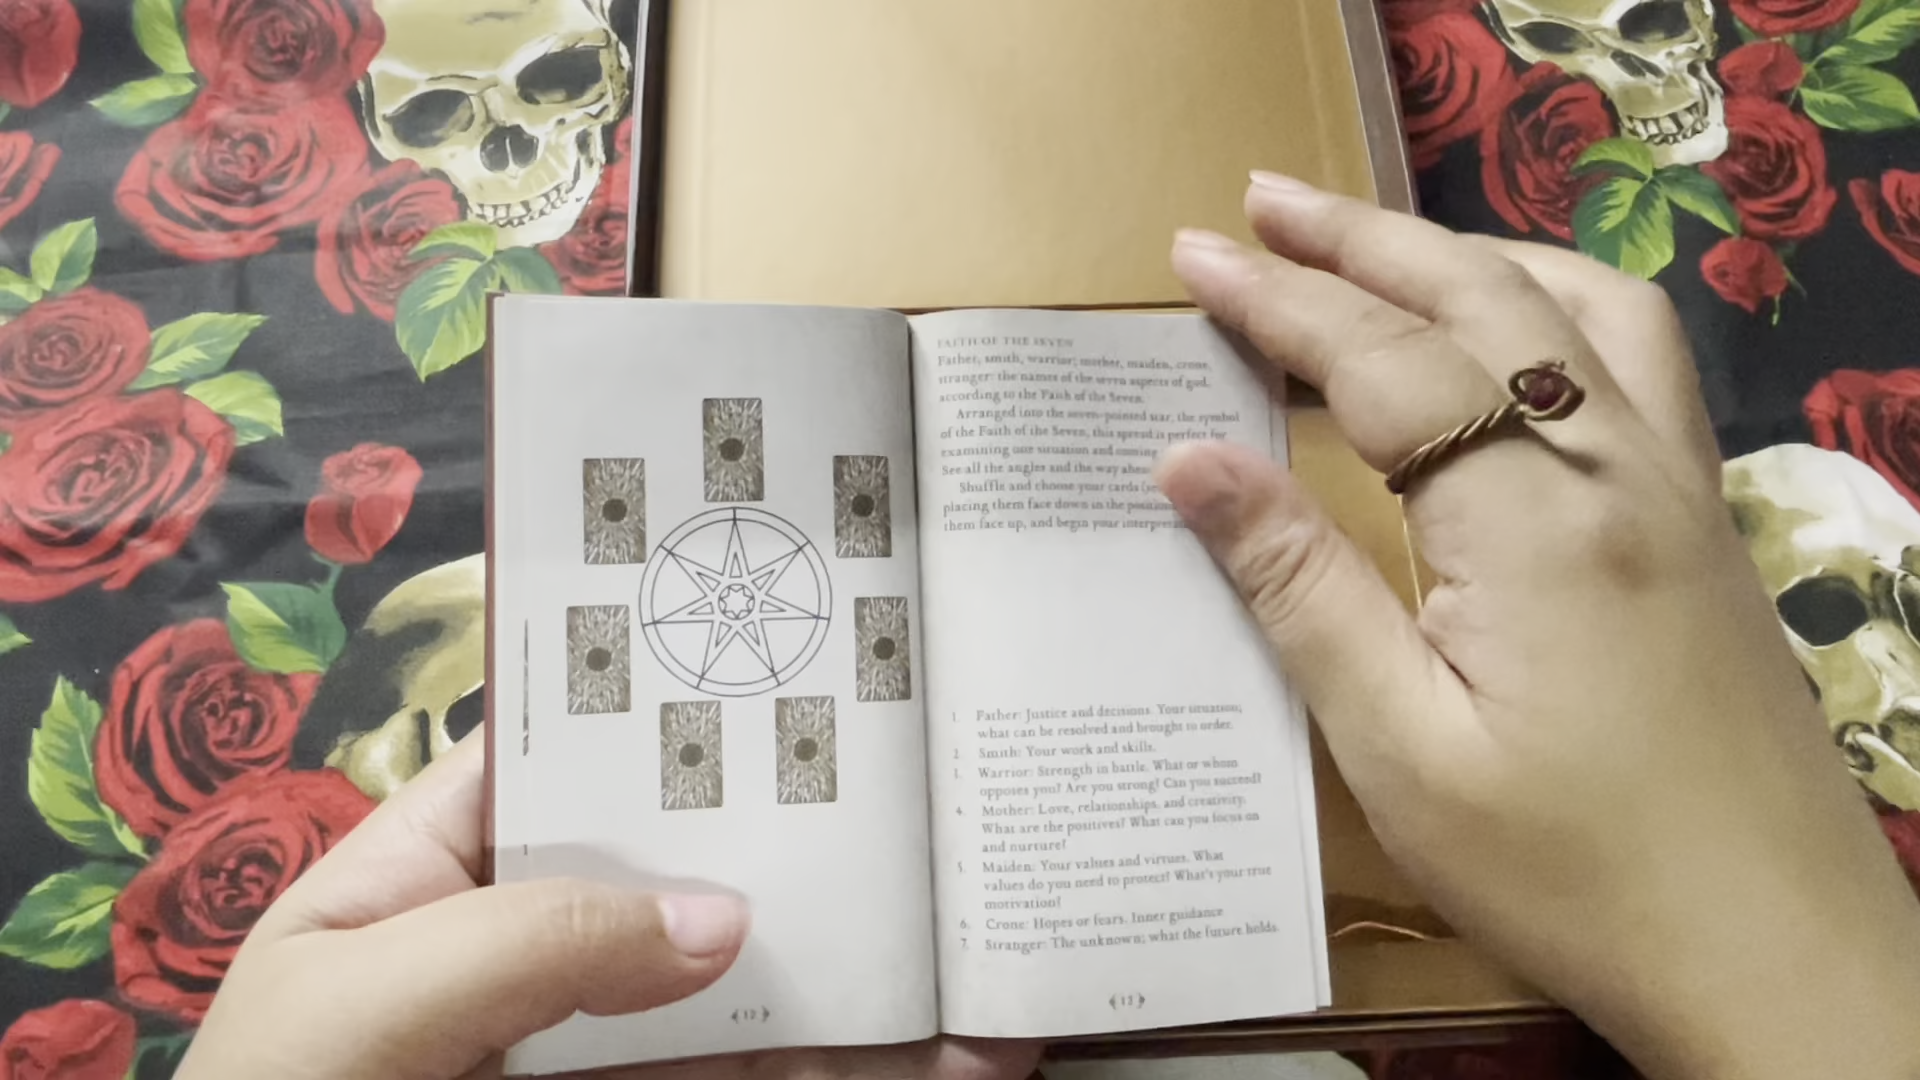 FAITH OF THE SEVEN
Father, smith, warrior; mother, maiden, crone,
stranger: the names of the seven aspects of god,
according to the Faith of the Seven.
Arranged into the seven-pointed star, the symbol
of the Faith of the Seven, this spread is perfect for
examining our situation and coming
See all the angles and the way ahea
Shuffle and choose your cards
placing them face down in the position
them face up, and begin your interpreta
1. Father: Justice and decisions. Your situation;
what can be resolved and brought to order.
2. Smith: Your work and skills.
3. Warrior: Strength in battle. What or whom
opposes you? Are you strong? Can you succeed?
4. Mother: Love, relationships, and creativity.
What are the positives? What can you focus on
and nurture?
5. Maiden: Your values and virtues. What
values do you need to protect? What's your true
motivation?
6. Crone: Hopes or fears. Inner guidance
7. Stranger: The unknown; what the future holds.
12
13